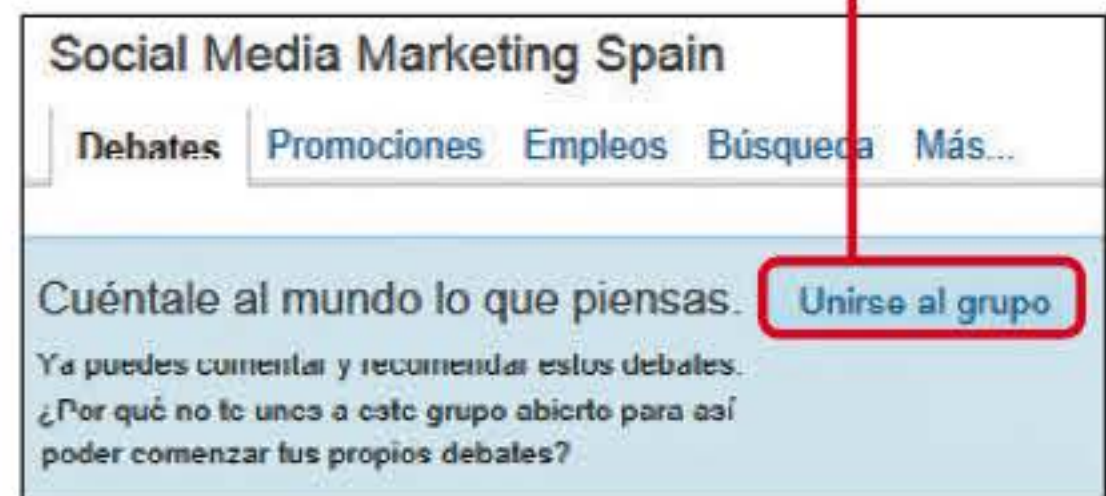 Social Media Marketing Spain
Debates Promociones Empleos Búsqueda Más...
Cuéntale al mundo lo que piensas. Unirse al grupo
Ya puedes comentar y recomendar estos debates.
¿Por qué no te unes a este grupo abierto para así
poder comenzar tus propios debates?